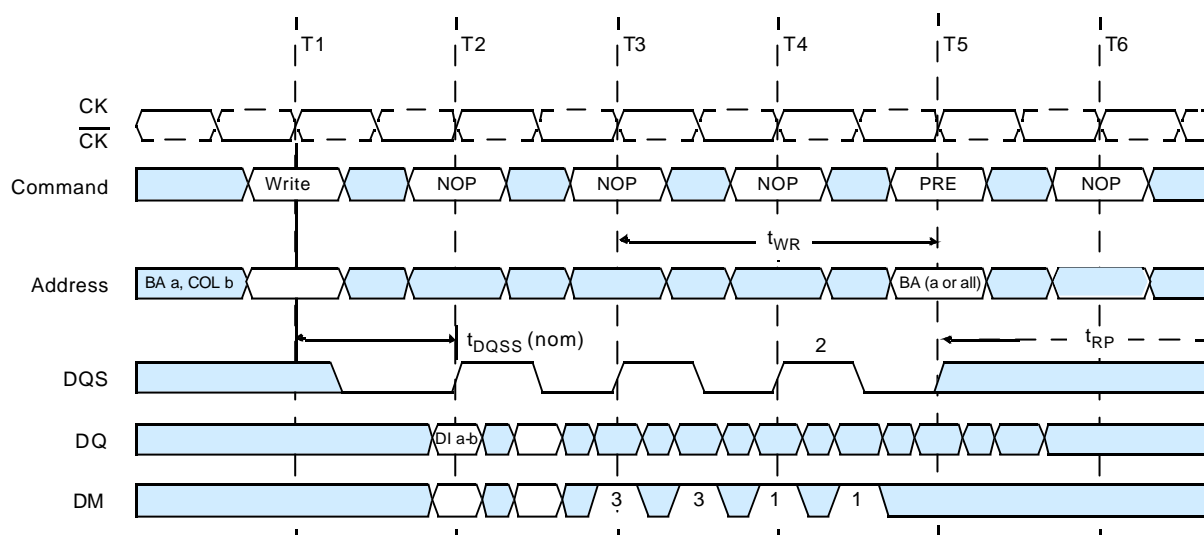 T1 T2 T3 T4 T5 T6
CK
CK
Command Write NOP NOP NOP PRE NOP
tWR
Address BA a, COL b BA (a or all)
tDQSS (nom) tRP
2
DQS
DQ DI a-b
DM 3 3 1 1